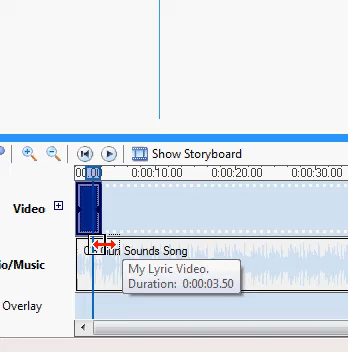 Show Storyboard
00.00 0:00:10.00 0:00:20.00 0:00:30.00
Video
Sounds Song
o/Music
My Lyric Video.
Duration: 0:00:03.50
Overlay